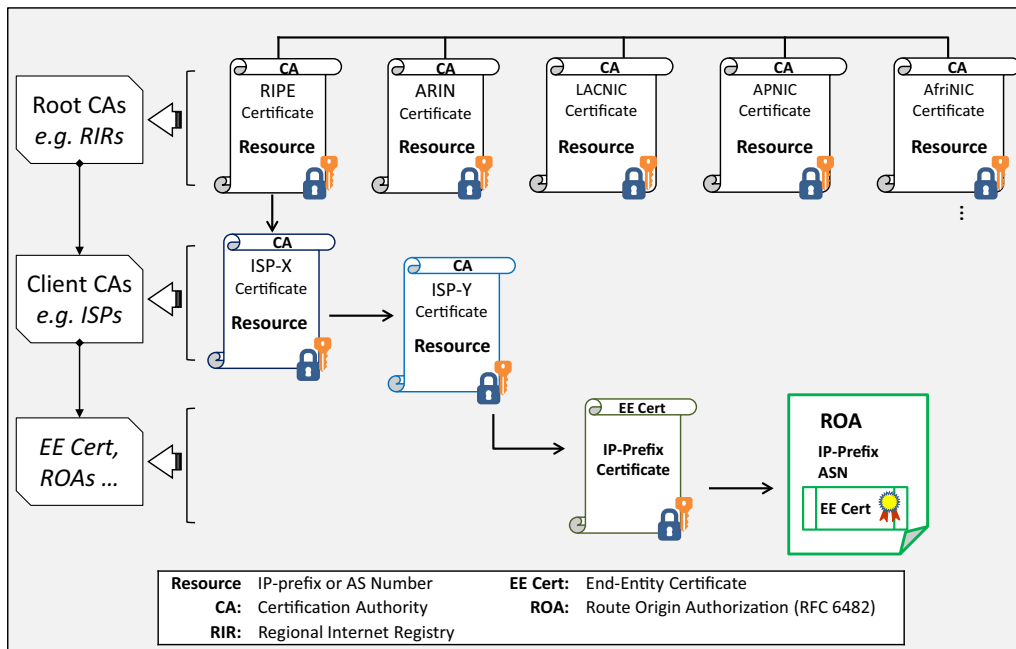 Root CAs
e.g. RIRs
CA
RIPE
Certificate
Resource
CA
ARIN
Certificate
Resource
CA
LACNIC
Certificate
Resource
CA
APNIC
Certificate
Resource
CA
AfriNIC
Certificate
Resource
...
Client CAs
e.g. ISPs
CA
ISP-X
Certificate
Resource
CA
ISP-Y
Certificate
Resource
EE Cert,
ROAs ...
EE Cert
IP-Prefix
Certificate
ROA
IP-Prefix
ASN
EE Cert
Resource IP-prefix or AS Number
CA: Certification Authority
RIR: Regional Internet Registry
EE Cert: End-Entity Certificate
ROA: Route Origin Authorization (RFC 6482)